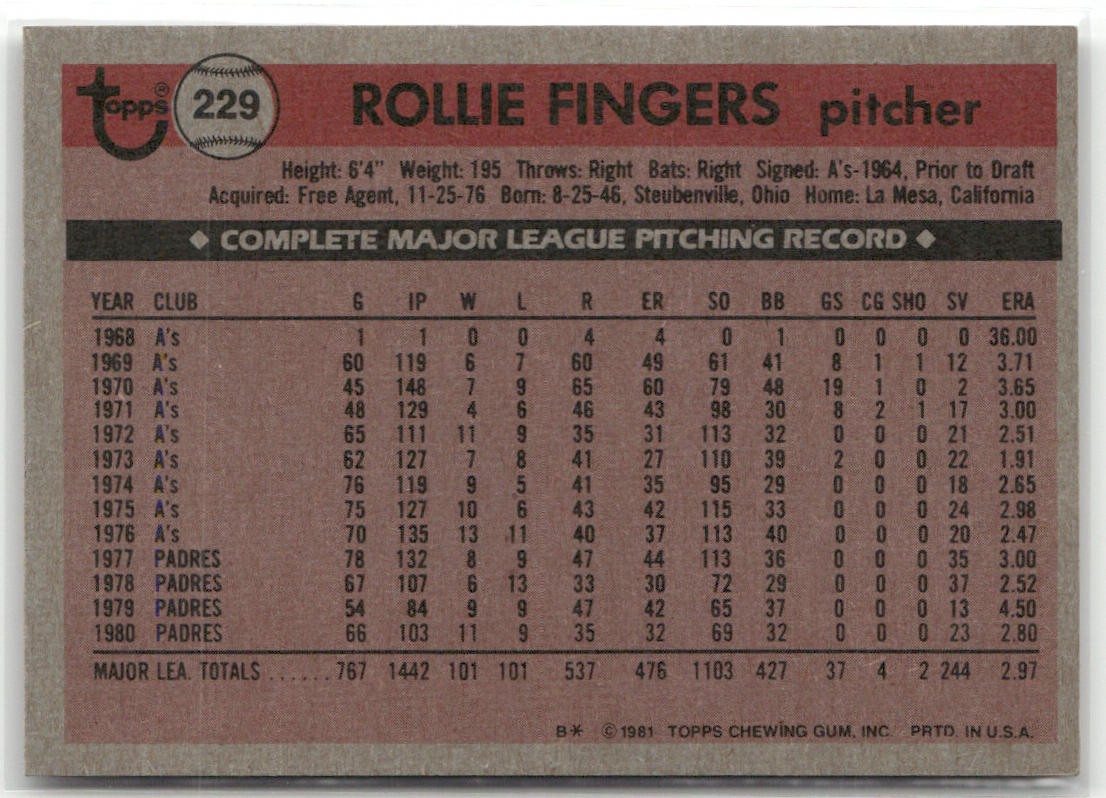 topps® 229 ROLLIE FINGERS pitcher
Height: 6'4" Weight: 195 Throws: Right Bats: Right Signed: A's-1964, Prior to Draft
Acquired: Free Agent, 11-25-76 Born: 8-25-46, Steubenville, Ohio Home: La Mesa, California
◆ COMPLETE MAJOR LEAGUE PITCHING RECORD ◆
YEAR CLUB G IP W L R ER SO BB GS CG SHO SV ERA
1968 A's 1 1 0 0 4 4 0 1 0 0 0 0 36.00
1969 A's 60 119 6 7 60 49 61 41 8 1 1 12 3.71
1970 A's 45 148 7 9 65 60 79 48 19 1 0 2 3.65
1971 A's 48 129 4 6 46 43 98 30 8 2 1 17 3.00
1972 A's 65 111 11 9 35 31 113 32 0 0 0 21 2.51
1973 A's 62 127 7 8 41 27 110 39 2 0 0 22 1.91
1974 A's 76 119 9 5 41 35 95 29 0 0 0 18 2.65
1975 A's 75 127 10 6 43 42 115 33 0 0 0 24 2.98
1976 A's 70 135 13 11 40 37 113 40 0 0 0 20 2.47
1977 PADRES 78 132 8 9 47 44 113 36 0 0 0 35 3.00
1978 PADRES 67 107 6 13 33 30 72 29 0 0 0 37 2.52
1979 PADRES 54 84 9 9 47 42 65 37 0 0 0 13 4.50
1980 PADRES 66 103 11 9 35 32 69 32 0 0 0 23 2.80
MAJOR LEA. TOTALS ......767 1442 101 101 537 476 1103 427 37 4 2 244 2.97
B* © 1981 TOPPS CHEWING GUM, INC. PRTD. IN U.S.A.